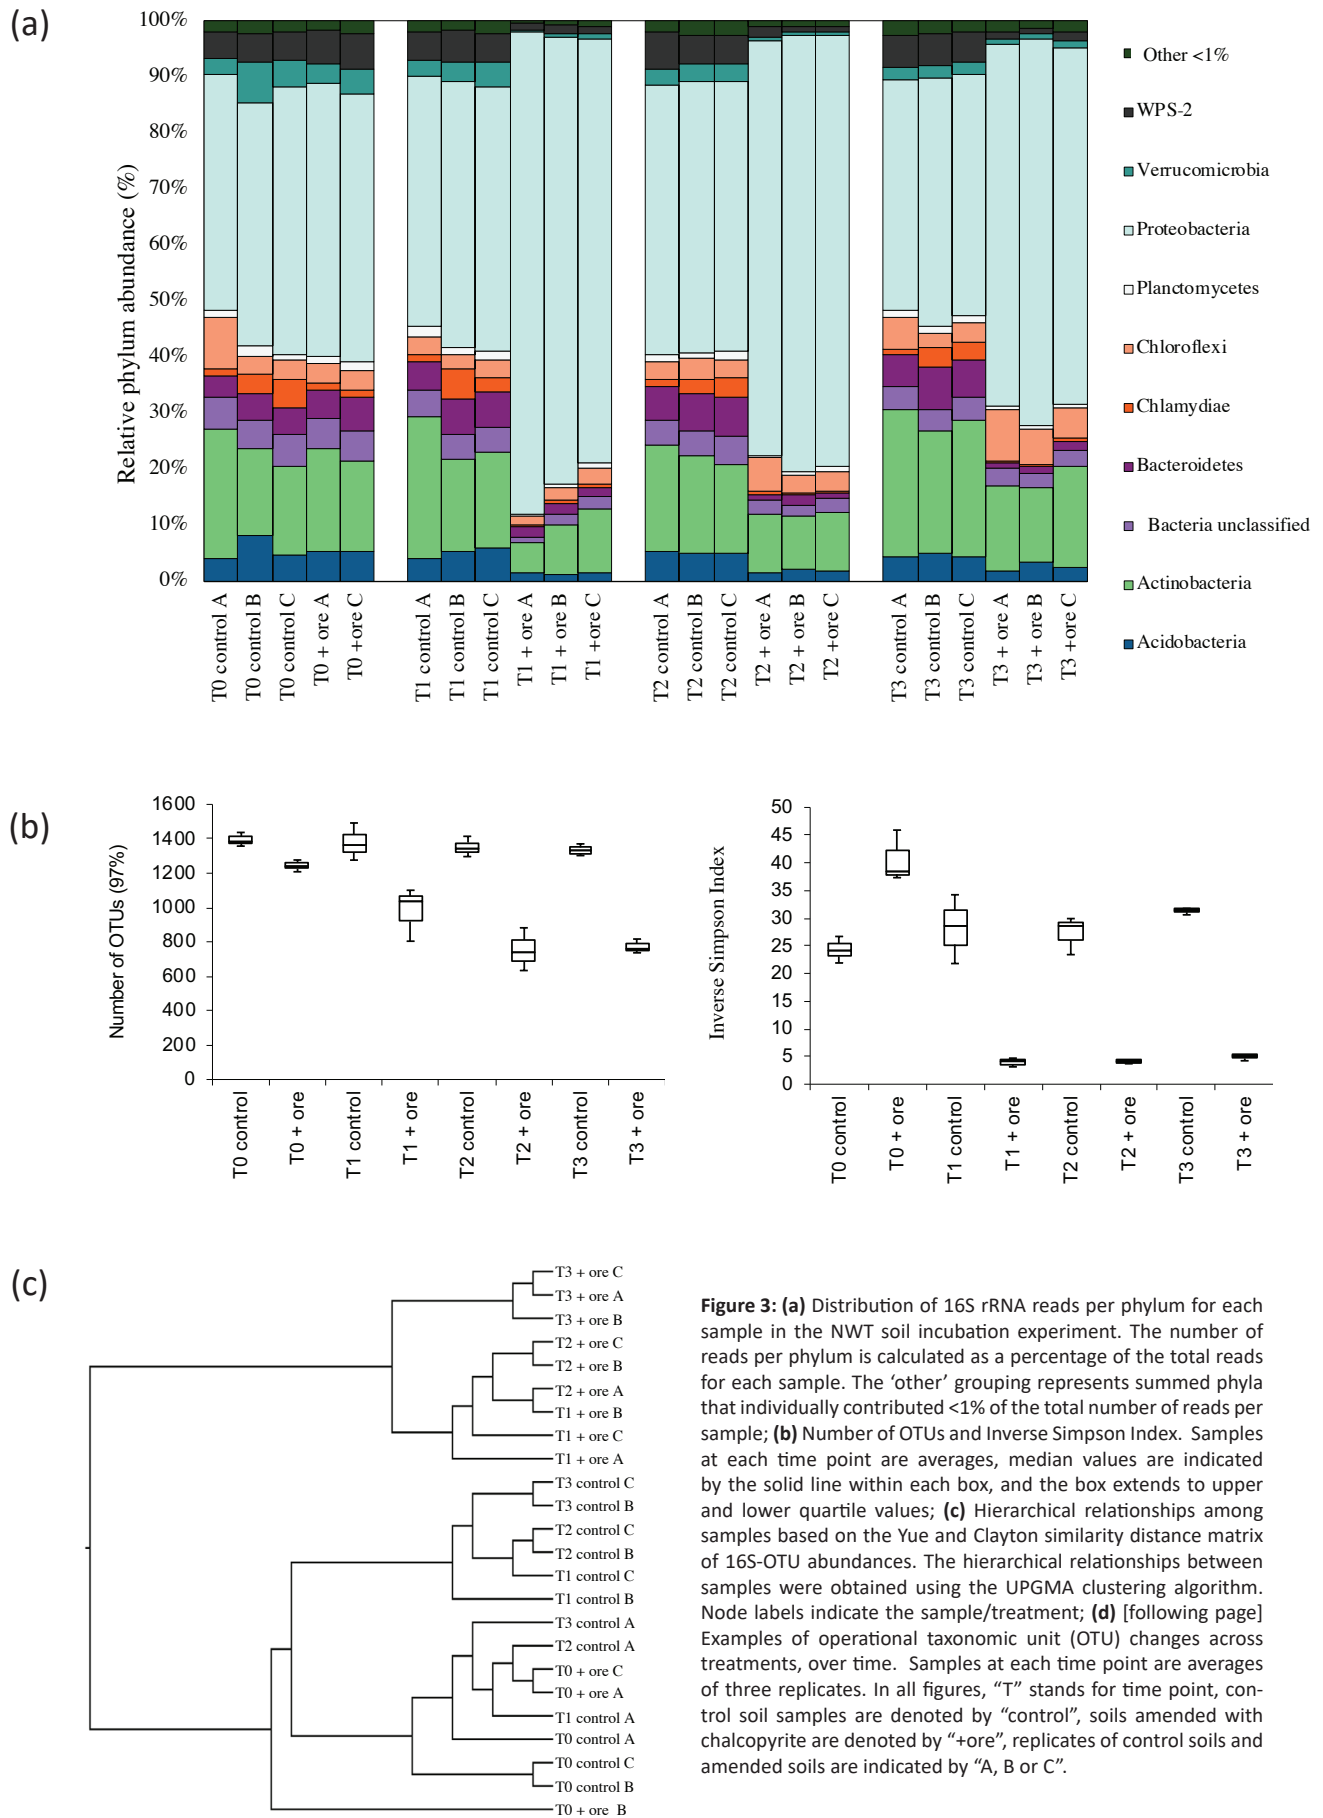 (a)
Relative phylum abundance (%)
100%
90%
80%
70%
60%
50%
40%
30%
20%
10%
0%
T0 control A
T0 control B
T0 control C
T0 + ore A
T0 +ore C
T1 control A
T1 control B
T1 control C
T1 + ore A
T1 + ore B
T1 +ore C
T2 control A
T2 control B
T2 control C
T2 + ore A
T2 + ore B
T2 +ore C
T3 control A
T3 control B
T3 control C
T3 + ore A
T3 + ore B
T3 +ore C
Other <1%
WPS-2
Verrucomicrobia
Proteobacteria
Planctomycetes
Chloroflexi
Chlamydiae
Bacteroidetes
Bacteria unclassified
Actinobacteria
Acidobacteria
(b)
Number of OTUs (97%)
1600
1400
1200
1000
800
600
400
200
0
T0 control
T0 + ore
T1 control
T1 + ore
T2 control
T2 + ore
T3 control
T3 + ore
Inverse Simpson Index
50
45
40
35
30
25
20
15
10
5
0
T0 control
T0 + ore
T1 control
T1 + ore
T2 control
T2 + ore
T3 control
T3 + ore
(c)
T3 + ore C
T3 + ore A
T3 + ore B
T2 + ore C
T2 + ore B
T2 + ore A
T1 + ore B
T1 + ore C
T1 + ore A
T3 control C
T3 control B
T2 control C
T2 control B
T1 control C
T1 control B
T3 control A
T2 control A
T0 + ore C
T0 + ore A
T1 control A
T0 control A
T0 control C
T0 control B
T0 + ore B
Figure 3: (a) Distribution of 16S rRNA reads per phylum for each
sample in the NWT soil incubation experiment. The number of
reads per phylum is calculated as a percentage of the total reads
for each sample. The ‘other’ grouping represents summed phyla
that individually contributed <1% of the total number of reads per
sample; (b) Number of OTUs and Inverse Simpson Index. Samples
at each time point are averages, median values are indicated
by the solid line within each box, and the box extends to upper
and lower quartile values; (c) Hierarchical relationships among
samples based on the Yue and Clayton similarity distance matrix
of 16S-OTU abundances. The hierarchical relationships between
samples were obtained using the UPGMA clustering algorithm.
Node labels indicate the sample/treatment; (d) [following page]
Examples of operational taxonomic unit (OTU) changes across
treatments, over time. Samples at each time point are averages
of three replicates. In all figures, “T” stands for time point, con-
trol soil samples are denoted by “control”, soils amended with
chalcopyrite are denoted by “+ore”, replicates of control soils and
amended soils are indicated by “A, B or C”.